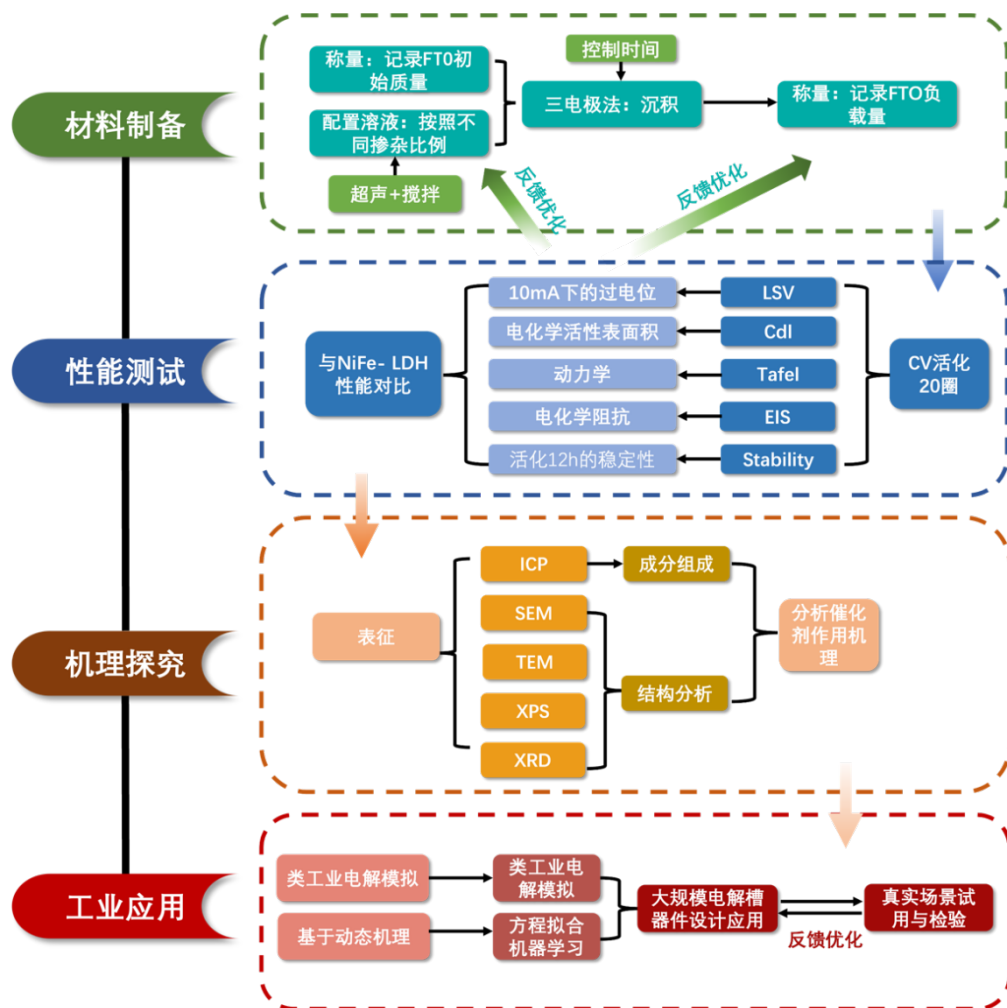 材料制备
称量：记录FTO初
始质量
配置溶液：按照不
同掺杂比例
超声+搅拌
控制时间
三电极法：沉积
称量：记录FTO负
载量
反馈优化
反馈优化
性能测试
与NiFe- LDH
性能对比
10mA下的过电位
LSV
电化学活性表面积
Cdl
动力学
Tafel
电化学阻抗
EIS
活化12h的稳定性
Stability
CV活化
20圈
机理探究
表征
ICP
SEM
TEM
XPS
XRD
成分组成
结构分析
分析催化
剂作用机
理
工业应用
类工业电解模拟
类工业电
解模拟
基于动态机理
方程拟合
机器学习
大规模电解槽
器件设计应用
真实场景试
用与检验
反馈优化